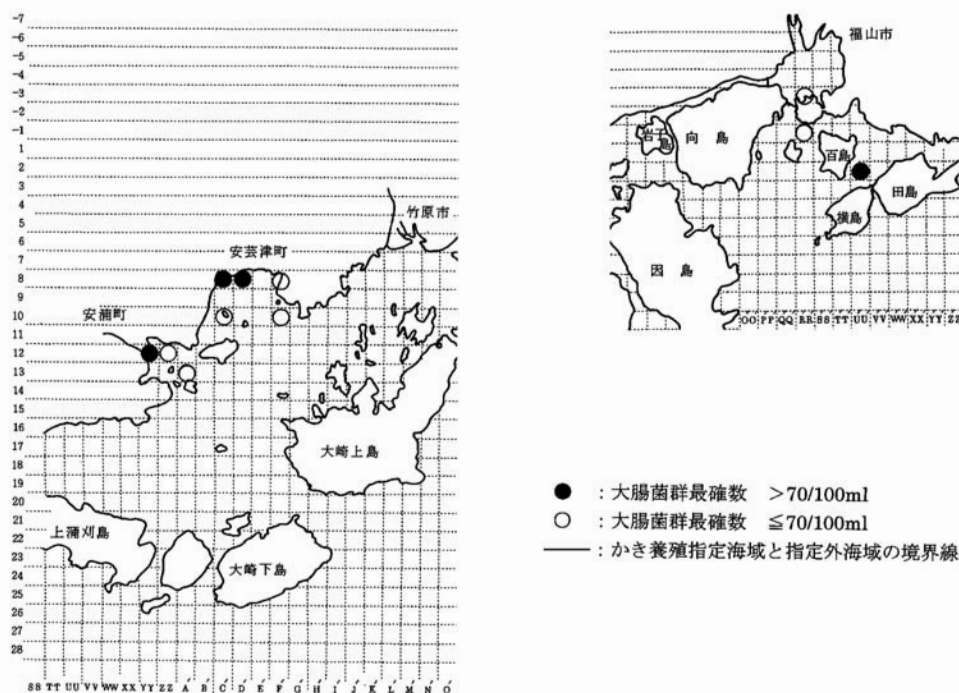 -7
-6
-5
-4
-3
-2
-1
1
2
3
4
5
6
7
8
9
10
11
12
13
14
15
16
17
18
19
20
21
22
23
24
25
26
27
28
竹原市
安芸津町
安浦町
大崎上島
上蒲刈島
大崎下島
SS TT UU VV WW XX YY ZZ A' B' C' D' E' F' G' H' I' J' K' L' M' N' O'
福山市
岩子島
向島
百島
田島
横島
因島
OO PP QQ RR SS TT UU VV WW XX YY ZZ
● : 大腸菌群最確数 >70/100ml
○ : 大腸菌群最確数 ≦70/100ml
—— : かき養殖指定海域と指定外海域の境界線